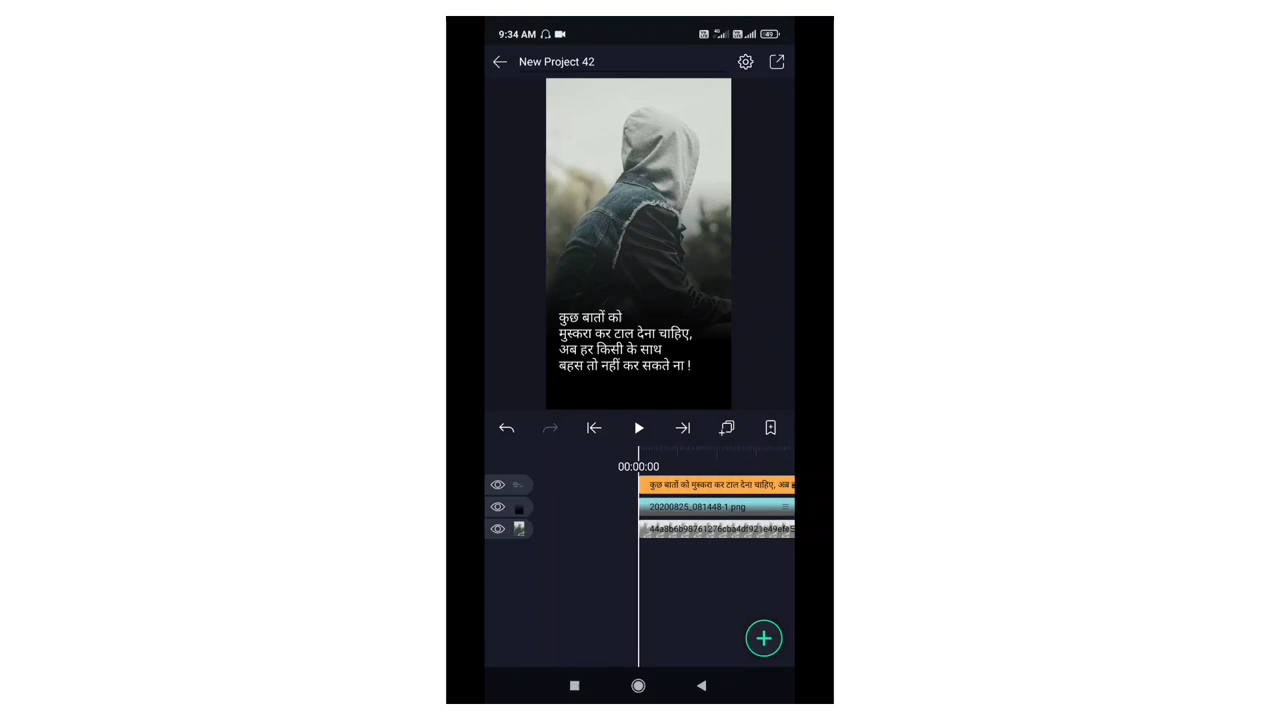 9:34 AM
New Project 42
कुछ बातों को
मुस्करा कर टाल देना चाहिए,
अब हर किसी के साथ
बहस तो नहीं कर सकते ना !
00:00:00
कुछ बातों को मुस्करा कर टाल देना चाहिए, अब
20200825_081448-1.png